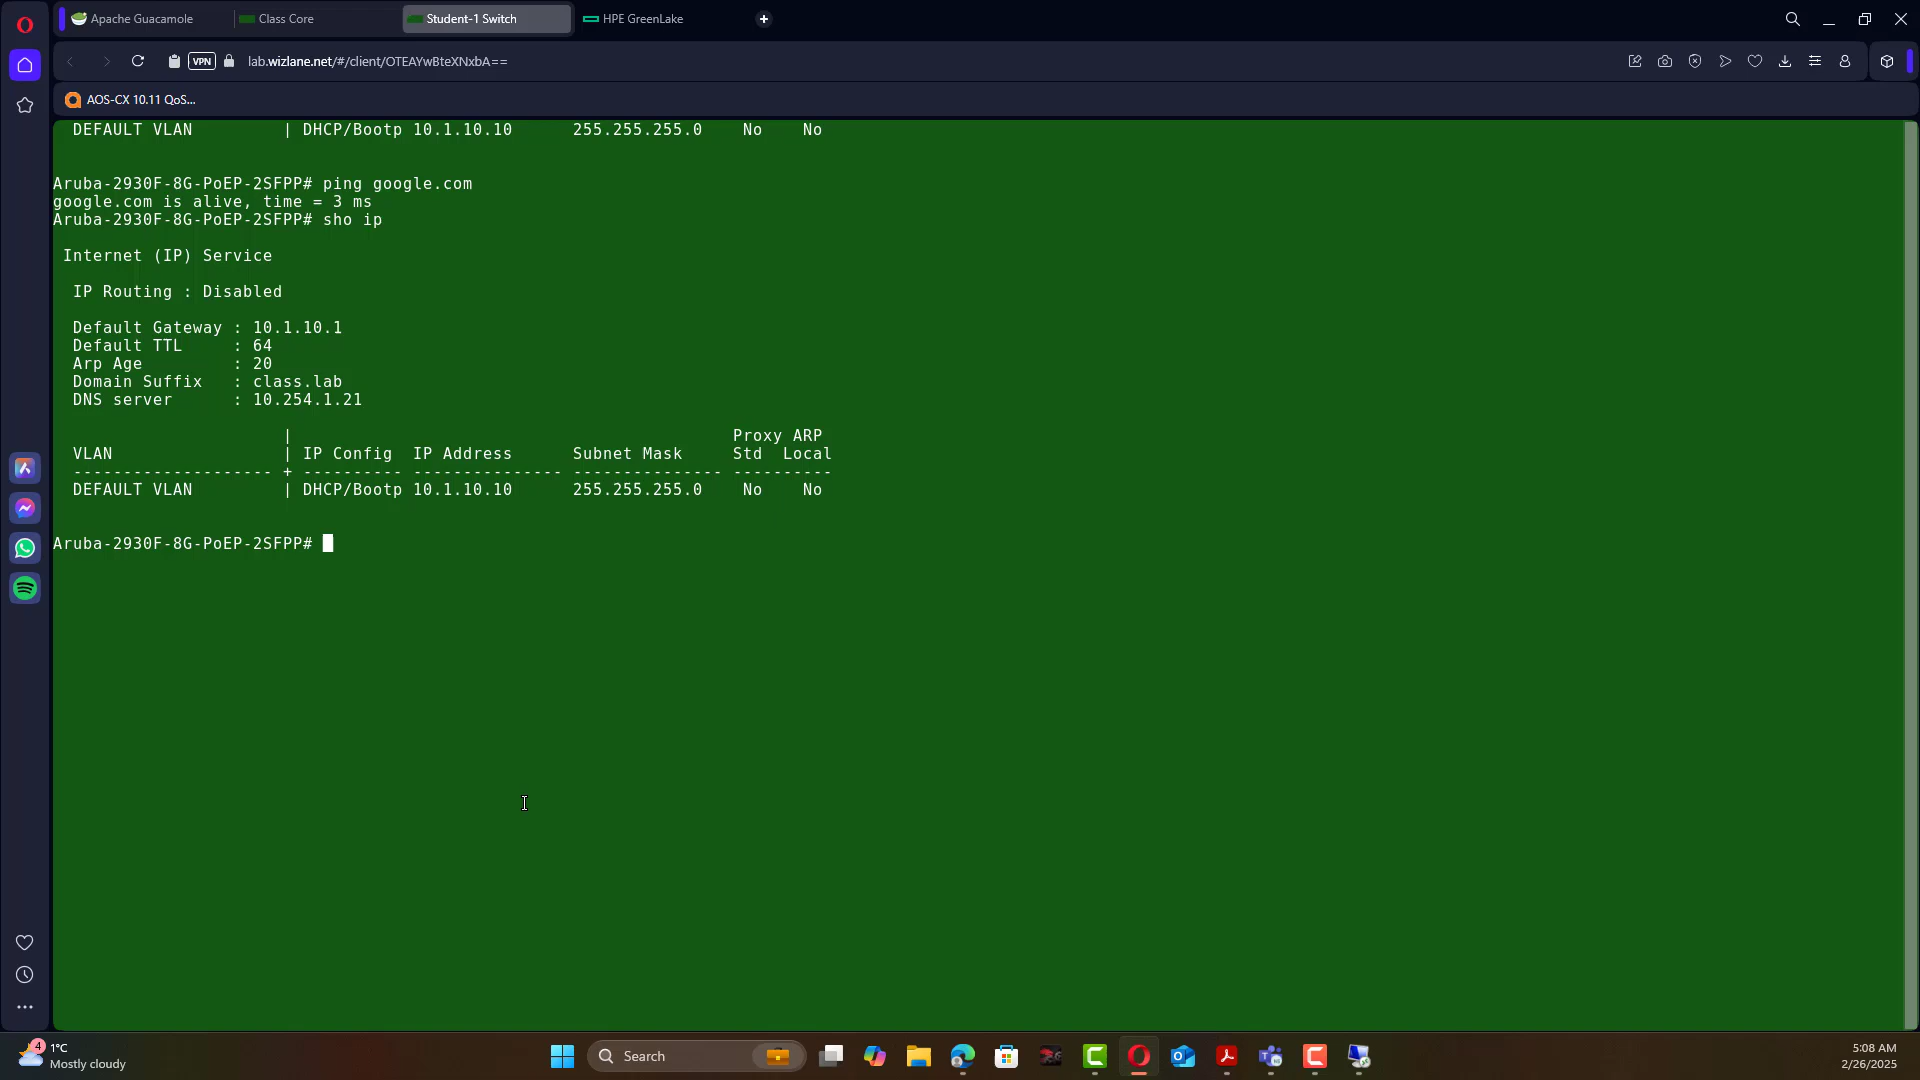 Apache Guacamole
Class Core
Student-1 Switch
HPE GreenLake
VPN
lab.wizlane.net/#/client/OTEAYwBteXNxbA==
AOS-CX 10.11 QoS...
DEFAULT VLAN | DHCP/Bootp 10.1.10.10 255.255.255.0 No No
Aruba-2930F-8G-PoEP-2SFPP# ping google.com
google.com is alive, time = 3 ms
Aruba-2930F-8G-PoEP-2SFPP# sho ip
Internet (IP) Service
IP Routing : Disabled
Default Gateway : 10.1.10.1
Default TTL : 64
Arp Age : 20
Domain Suffix : class.lab
DNS server : 10.254.1.21
| Proxy ARP
VLAN | IP Config IP Address Subnet Mask Std Local
-------------------- + ---------- --------------- --------------- ----------
DEFAULT VLAN | DHCP/Bootp 10.1.10.10 255.255.255.0 No No
Aruba-2930F-8G-PoEP-2SFPP#
4
1°C
Mostly cloudy
Search
5:08 AM
2/26/2025